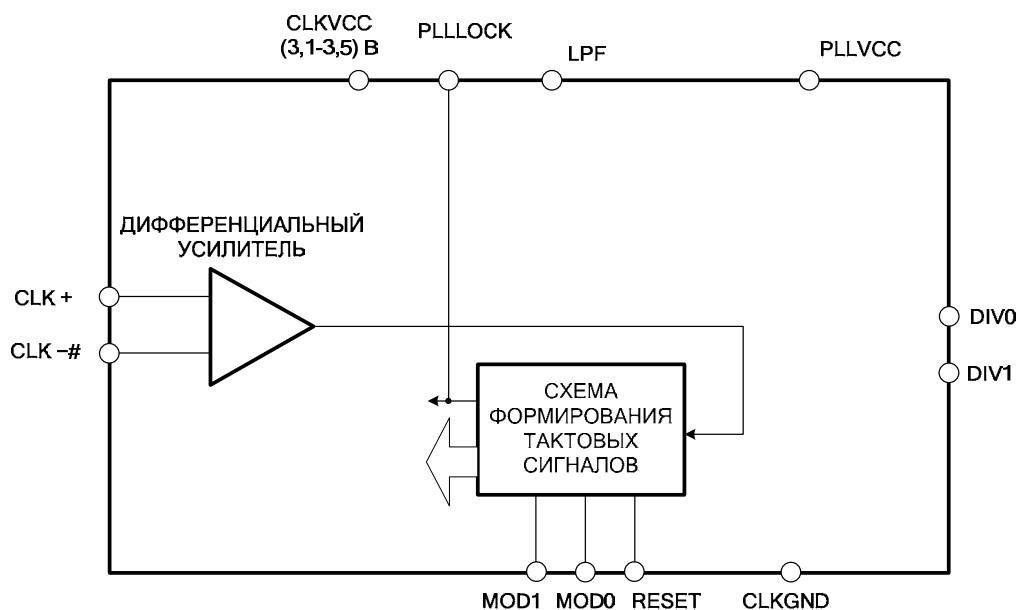 CLKVCC
(3,1-3,5) В
PLLLOCK
LPF
PLLVCC
ДИФФЕРЕНЦИАЛЬНЫЙ
УСИЛИТЕЛЬ
CLK +
CLK –#
DIV0
DIV1
СХЕМА
ФОРМИРОВАНИЯ
ТАКТОВЫХ
СИГНАЛОВ
MOD1
MOD0
RESET
CLKGND